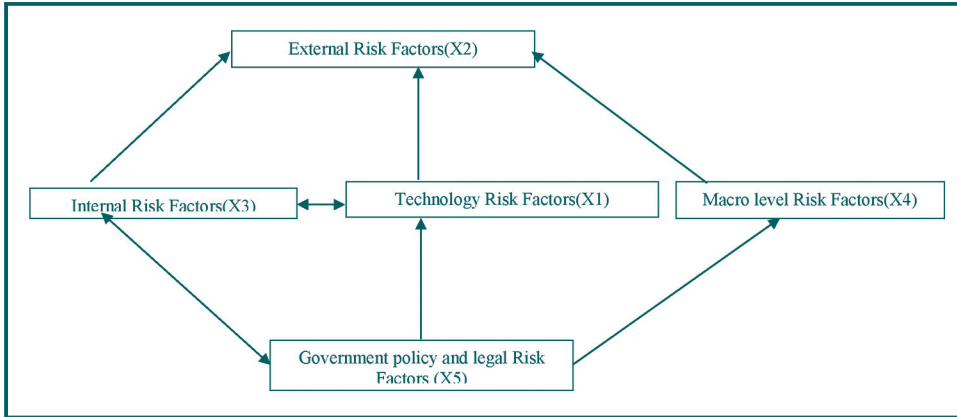 External Risk Factors(X2)
Internal Risk Factors(X3)
Technology Risk Factors(X1)
Macro level Risk Factors(X4)
Government policy and legal Risk
Factors (X5)